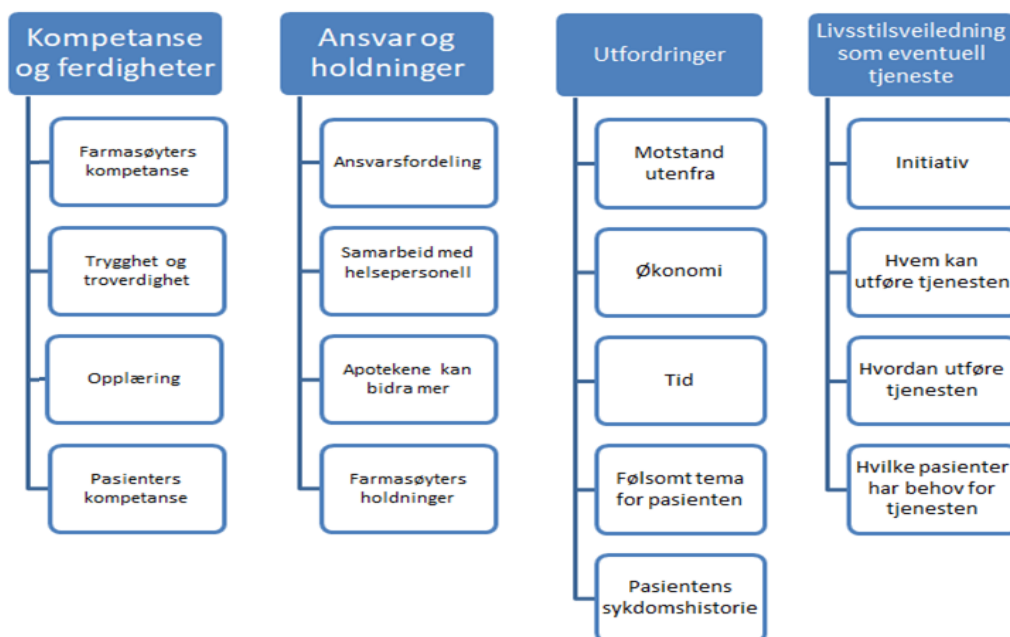 Kompetanse
og ferdigheter
Farmasøyters
kompetanse
Trygghet og
troverdighet
Opplæring
Pasienters
kompetanse
Ansvar og
holdninger
Ansvarsfordeling
Samarbeid med
helsepersonell
Apotekene kan
bidra mer
Farmasøyters
holdninger
Utfordringer
Motstand
utenfra
Økonomi
Tid
Følsomt tema
for pasienten
Pasientens
sykdomshistorie
Livsstilsveiledning
som eventuell
tjeneste
Initiativ
Hvem kan
utføre tjenesten
Hvordan utføre
tjenesten
Hvilke pasienter
har behov for
tjenesten